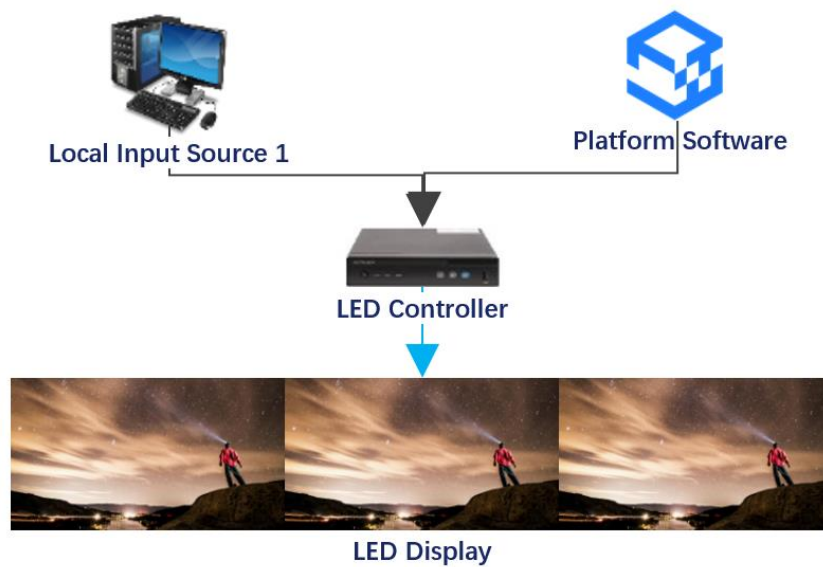 Local Input Source 1
Platform Software
LED Controller
LED Display